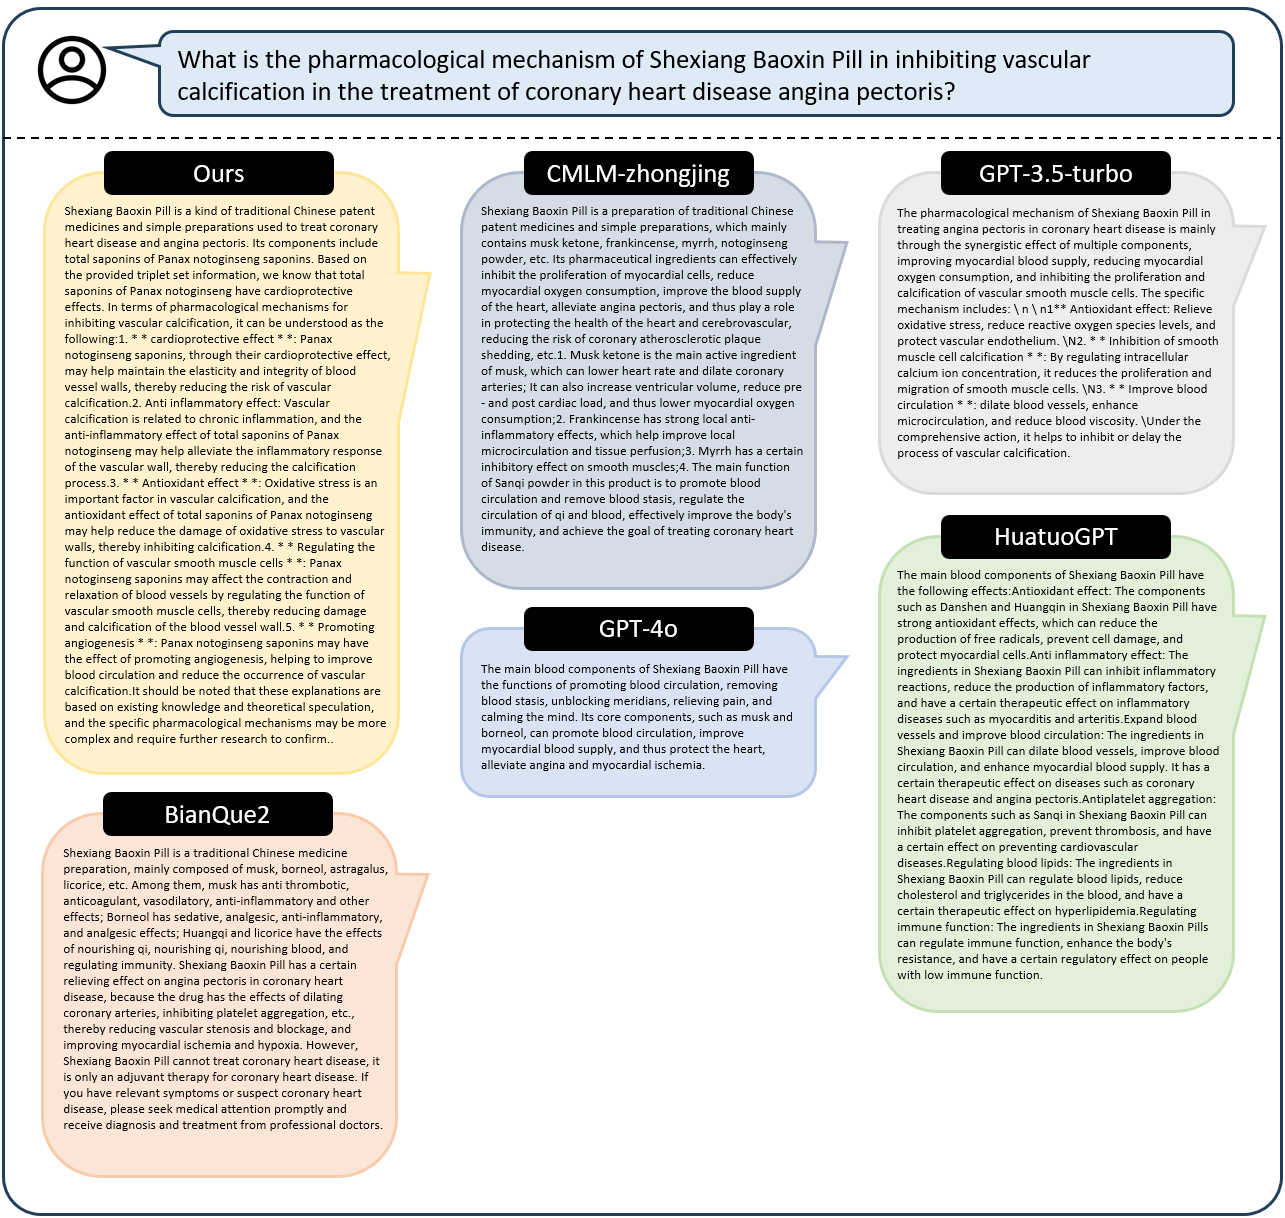 What is the pharmacological mechanism of Shexiang Baoxin Pill in inhibiting vascular
calcification in the treatment of coronary heart disease angina pectoris?
Ours
Shexiang Baoxin Pill is a kind of traditional Chinese patent
medicines and simple preparations used to treat coronary
heart disease and angina pectoris. Its components include
total saponins of Panax notoginseng saponins. Based on
the provided triplet set information, we know that total
saponins of Panax notoginseng have cardioprotective
effects. In terms of pharmacological mechanisms for
inhibiting vascular calcification, it can be understood as the
following:1. * * cardioprotective effect * *: Panax
notoginseng saponins, through their cardioprotective effect,
may help maintain the elasticity and integrity of blood
vessel walls, thereby reducing the risk of vascular
calcification.2. Anti inflammatory effect: Vascular
calcification is related to chronic inflammation, and the
anti-inflammatory effect of total saponins of Panax
notoginseng may help alleviate the inflammatory response
of the vascular wall, thereby reducing the calcification
process.3. * * Antioxidant effect * *: Oxidative stress is an
important factor in vascular calcification, and the
antioxidant effect of total saponins of Panax notoginseng
may help reduce the damage of oxidative stress to vascular
walls, thereby inhibiting calcification.4. * * Regulating the
function of vascular smooth muscle cells * *: Panax
notoginseng saponins may affect the contraction and
relaxation of blood vessels by regulating the function of
vascular smooth muscle cells, thereby reducing damage
and calcification of the blood vessel wall.5. * * Promoting
angiogenesis * *: Panax notoginseng saponins may have
the effect of promoting angiogenesis, helping to improve
blood circulation and reduce the occurrence of vascular
calcification.It should be noted that these explanations are
based on existing knowledge and theoretical speculation,
and the specific pharmacological mechanisms may be more
complex and require further research to confirm..
BianQue2
Shexiang Baoxin Pill is a traditional Chinese medicine
preparation, mainly composed of musk, borneol, astragalus,
licorice, etc. Among them, musk has anti thrombotic,
anticoagulant, vasodilatory, anti-inflammatory and other
effects; Borneol has sedative, analgesic, anti-inflammatory,
and analgesic effects; Huangqi and licorice have the effects
of nourishing qi, nourishing qi, nourishing blood, and
regulating immunity. Shexiang Baoxin Pill has a certain
relieving effect on angina pectoris in coronary heart
disease, because the drug has the effects of dilating
coronary arteries, inhibiting platelet aggregation, etc.,
thereby reducing vascular stenosis and blockage, and
improving myocardial ischemia and hypoxia. However,
Shexiang Baoxin Pill cannot treat coronary heart disease, it
is only an adjuvant therapy for coronary heart disease. If
you have relevant symptoms or suspect coronary heart
disease, please seek medical attention promptly and
receive diagnosis and treatment from professional doctors.
CMLM-zhongjing
Shexiang Baoxin Pill is a preparation of traditional Chinese
patent medicines and simple preparations, which mainly
contains musk ketone, frankincense, myrrh, notoginseng
powder, etc. Its pharmaceutical ingredients can effectively
inhibit the proliferation of myocardial cells, reduce
myocardial oxygen consumption, improve the blood supply
of the heart, alleviate angina pectoris, and thus play a role
in protecting the health of the heart and cerebrovascular,
reducing the risk of coronary atherosclerotic plaque
shedding, etc.1. Musk ketone is the main active ingredient
of musk, which can lower heart rate and dilate coronary
arteries; It can also increase ventricular volume, reduce pre
- and post cardiac load, and thus lower myocardial oxygen
consumption;2. Frankincense has strong local anti-
inflammatory effects, which help improve local
microcirculation and tissue perfusion;3. Myrrh has a certain
inhibitory effect on smooth muscles;4. The main function
of Sanqi powder in this product is to promote blood
circulation and remove blood stasis, regulate the
circulation of qi and blood, effectively improve the body's
immunity, and achieve the goal of treating coronary heart
disease.
GPT-4o
The main blood components of Shexiang Baoxin Pill have
the functions of promoting blood circulation, removing
blood stasis, unblocking meridians, relieving pain, and
calming the mind. Its core components, such as musk and
borneol, can promote blood circulation, improve
myocardial blood supply, and thus protect the heart,
alleviate angina and myocardial ischemia.
GPT-3.5-turbo
The pharmacological mechanism of Shexiang Baoxin Pill in
treating angina pectoris in coronary heart disease is mainly
through the synergistic effect of multiple components,
improving myocardial blood supply, reducing myocardial
oxygen consumption, and inhibiting the proliferation and
calcification of vascular smooth muscle cells. The specific
mechanism includes: \ n \ n1** Antioxidant effect: Relieve
oxidative stress, reduce reactive oxygen species levels, and
protect vascular endothelium. \N2. * * Inhibition of smooth
muscle cell calcification * *: By regulating intracellular
calcium ion concentration, it reduces the proliferation and
migration of smooth muscle cells. \N3. * * Improve blood
circulation * *: dilate blood vessels, enhance
microcirculation, and reduce blood viscosity. \Under the
comprehensive action, it helps to inhibit or delay the
process of vascular calcification.
HuatuoGPT
The main blood components of Shexiang Baoxin Pill have
the following effects:Antioxidant effect: The components
such as Danshen and Huangqin in Shexiang Baoxin Pill have
strong antioxidant effects, which can reduce the
production of free radicals, prevent cell damage, and
protect myocardial cells.Anti inflammatory effect: The
ingredients in Shexiang Baoxin Pill can inhibit inflammatory
reactions, reduce the production of inflammatory factors,
and have a certain therapeutic effect on inflammatory
diseases such as myocarditis and arteritis.Expand blood
vessels and improve blood circulation: The ingredients in
Shexiang Baoxin Pill can dilate blood vessels, improve blood
circulation, and enhance myocardial blood supply. It has a
certain therapeutic effect on diseases such as coronary
heart disease and angina pectoris.Antiplatelet aggregation:
The components such as Sanqi in Shexiang Baoxin Pill can
inhibit platelet aggregation, prevent thrombosis, and have
a certain effect on preventing cardiovascular
diseases.Regulating blood lipids: The ingredients in
Shexiang Baoxin Pill can regulate blood lipids, reduce
cholesterol and triglycerides in the blood, and have a
certain therapeutic effect on hyperlipidemia.Regulating
immune function: The ingredients in Shexiang Baoxin Pills
can regulate immune function, enhance the body's
resistance, and have a certain regulatory effect on people
with low immune function.